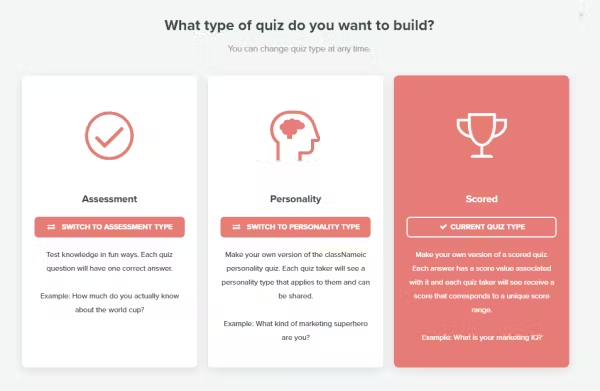 What type of quiz do you want to build?
You can change quiz type at any time.
Assessment
SWITCH TO ASSESSMENT TYPE
Test knowledge in fun ways. Each quiz
question will have one correct answer.
Example: How much do you actually know
about the world cup?
Personality
SWITCH TO PERSONALITY TYPE
Make your own version of the classNameic
personality quiz. Each quiz taker will see a
personality type that applies to them and can
be shared.
Example: What kind of marketing superhero
are you?
Scored
CURRENT QUIZ TYPE
Make your own version of a scored quiz.
Each answer has a score value associated
with it and each quiz taker will see receive a
score that corresponds to a unique score
range.
Example: What is your marketing IQ?